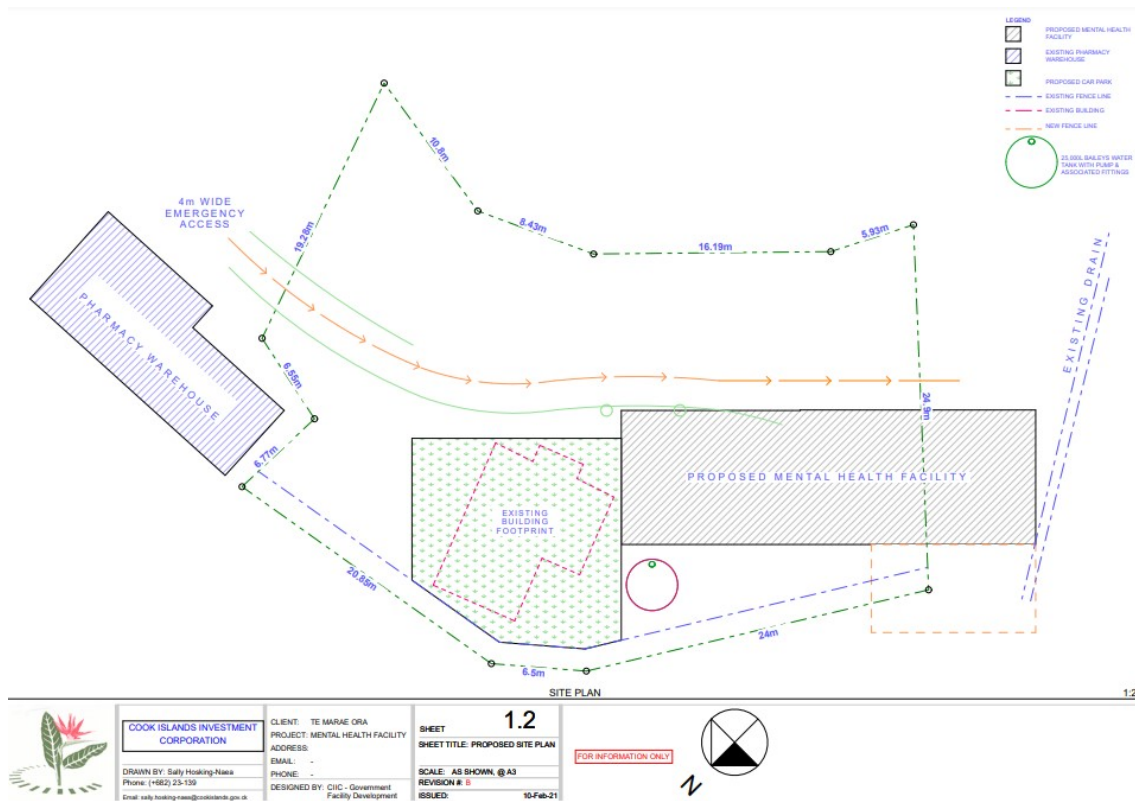 LEGEND
PROPOSED MENTAL HEALTH
FACILITY
EXISTING PHARMACY
WAREHOUSE
PROPOSED CAR PARK
EXISTING FENCE LINE
EXISTING BUILDING
NEW FENCE LINE
25,000L BAILEYS WATER
TANK WITH PUMP &
ASSOCIATED FITTINGS
4m WIDE
EMERGENCY
ACCESS
10.8m
8.43m
16.19m
5.93m
19.28m
EXISTING DRAIN
PHARMACY WAREHOUSE
6.55m
6.77m
24.9m
PROPOSED MENTAL HEALTH FACILITY
EXISTING
BUILDING
FOOTPRINT
20.85m
6.5m
24m
SITE PLAN
1:2
COOK ISLANDS INVESTMENT
CORPORATION
DRAWN BY: Sally Hosking-Naea
Phone: (+682) 23-139
Email: sally.hosking-naea@cookislands.gov.ck
CLIENT: TE MARAE ORA
PROJECT: MENTAL HEALTH FACILITY
ADDRESS:
EMAIL: -
PHONE: -
DESIGNED BY: CIIC - Government
Facility Development
SHEET 1.2
SHEET TITLE: PROPOSED SITE PLAN
SCALE: AS SHOWN, @ A3
REVISION #: B
ISSUED: 10-Feb-21
FOR INFORMATION ONLY
N